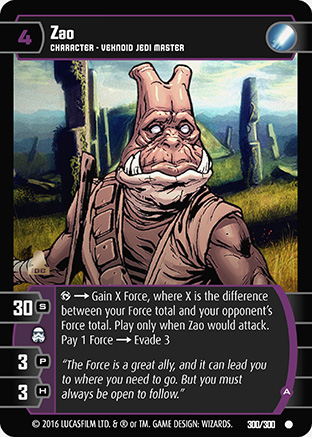 4
Zao
CHARACTER - VEKNOID JEDI MASTER
30 S
Gain X Force, where X is the difference
between your Force total and your opponent's
Force total. Play only when Zao would attack.
3 P
Pay 1 Force → Evade 3
3 H
"The Force is a great ally, and it can lead you
to where you need to go. But you must
always be open to follow."
A
© 2016 LUCASFILM LTD. & ® or TM. GAME DESIGN: WIZARDS.
300/300